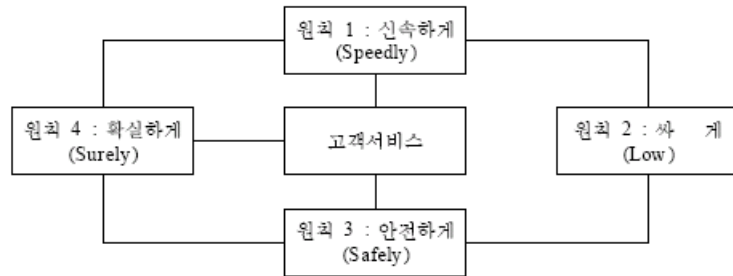 원칙 1 : 신속하게
(Speedly)
원칙 4 : 확실하게
(Surely)
고객서비스
원칙 2 : 싸 게
(Low)
원칙 3 : 안전하게
(Safely)